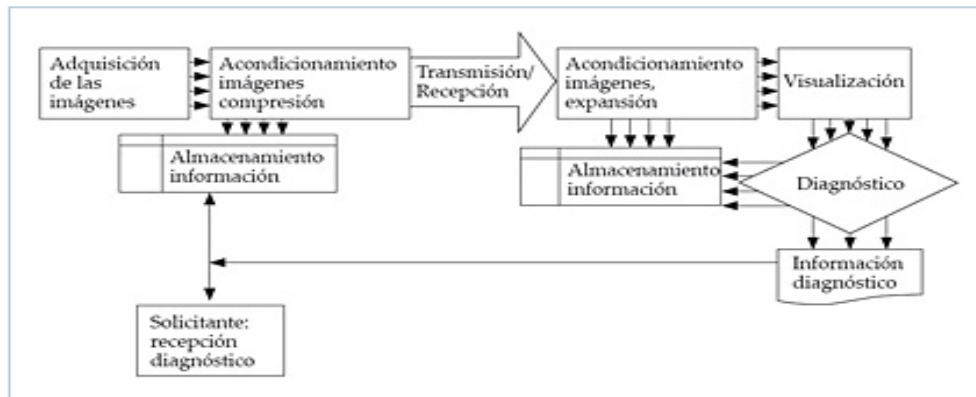 Adquisición
de las
imágenes
Acondicionamiento
imágenes
compresión
Transmisión/
Recepción
Acondicionamiento
imágenes,
expansión
Visualización
Almacenamiento
información
Almacenamiento
información
Diagnóstico
Información
diagnóstico
Solicitante:
recepción
diagnóstico